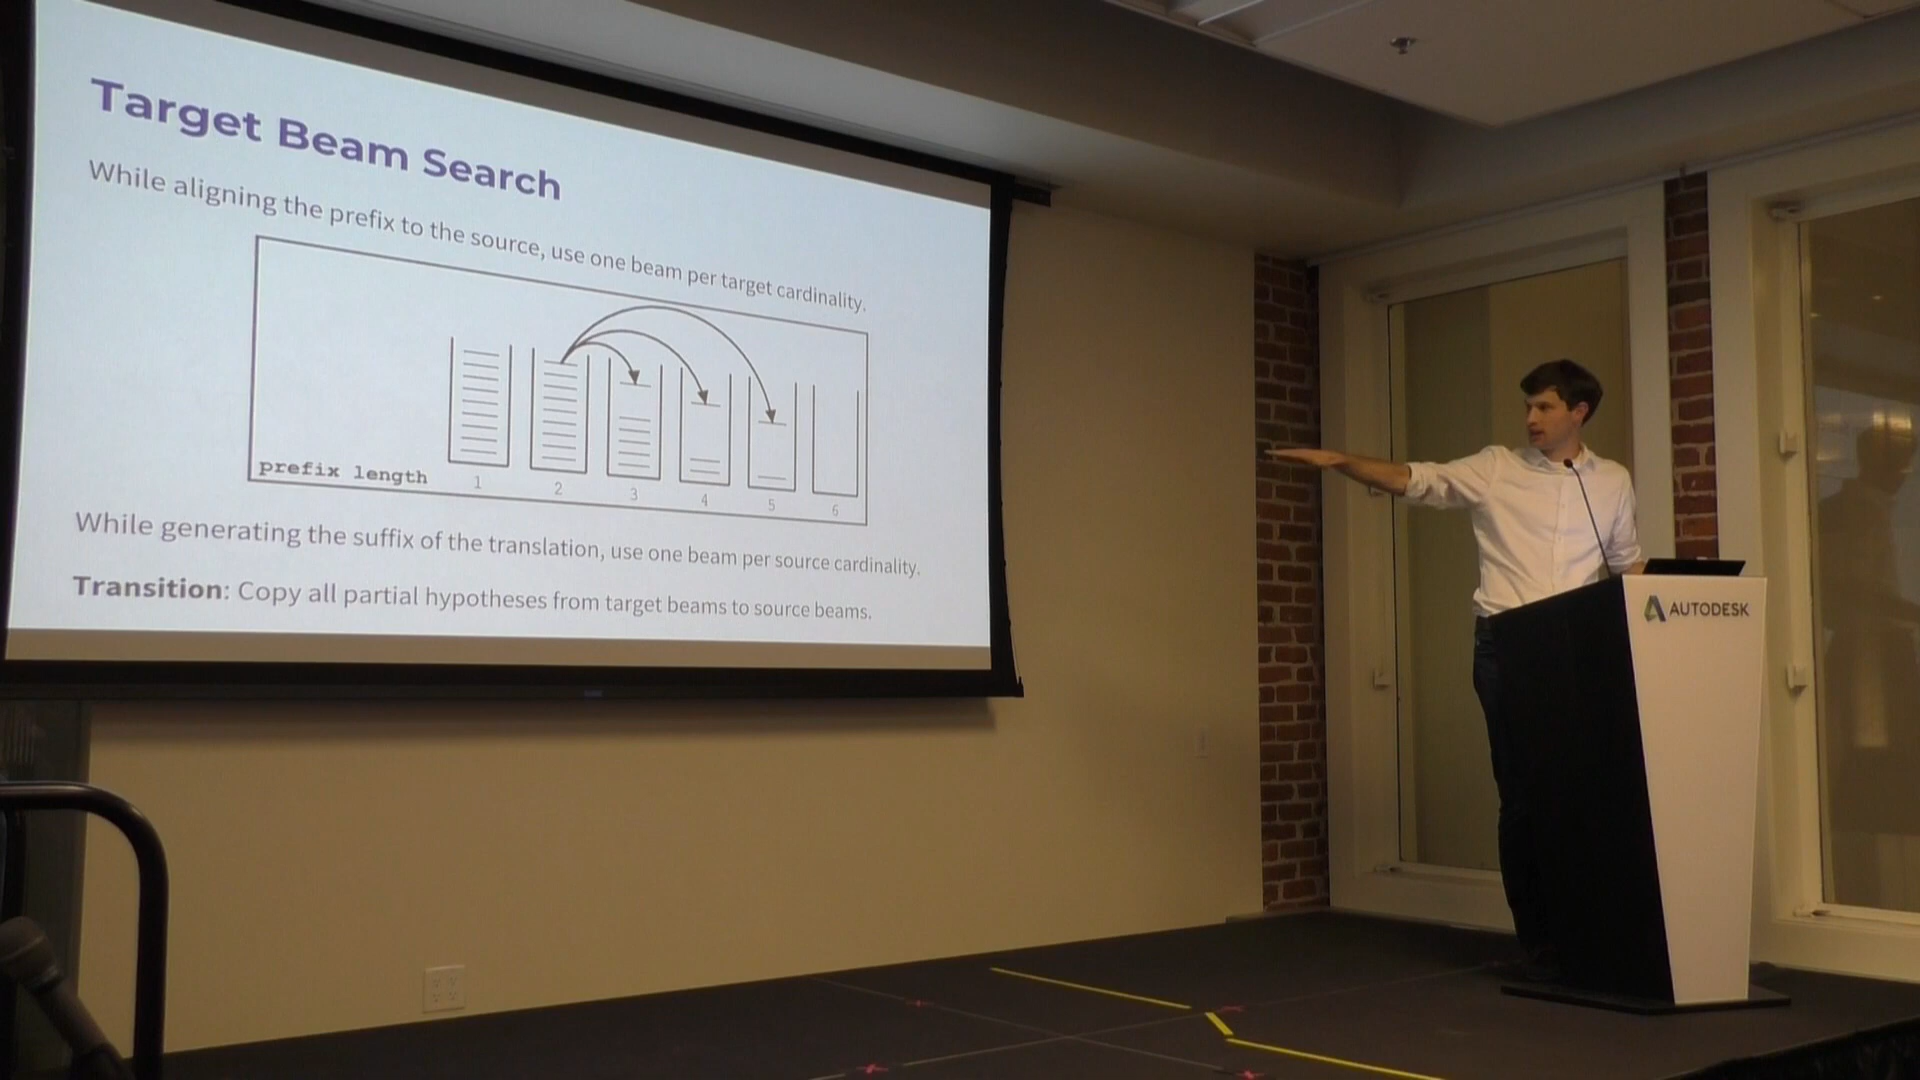 Target Beam Search
While aligning the prefix to the source, use one beam per target cardinality.
prefix length 1 2 3 4 5 6
While generating the suffix of the translation, use one beam per source cardinality.
Transition: Copy all partial hypotheses from target beams to source beams.
AUTODESK